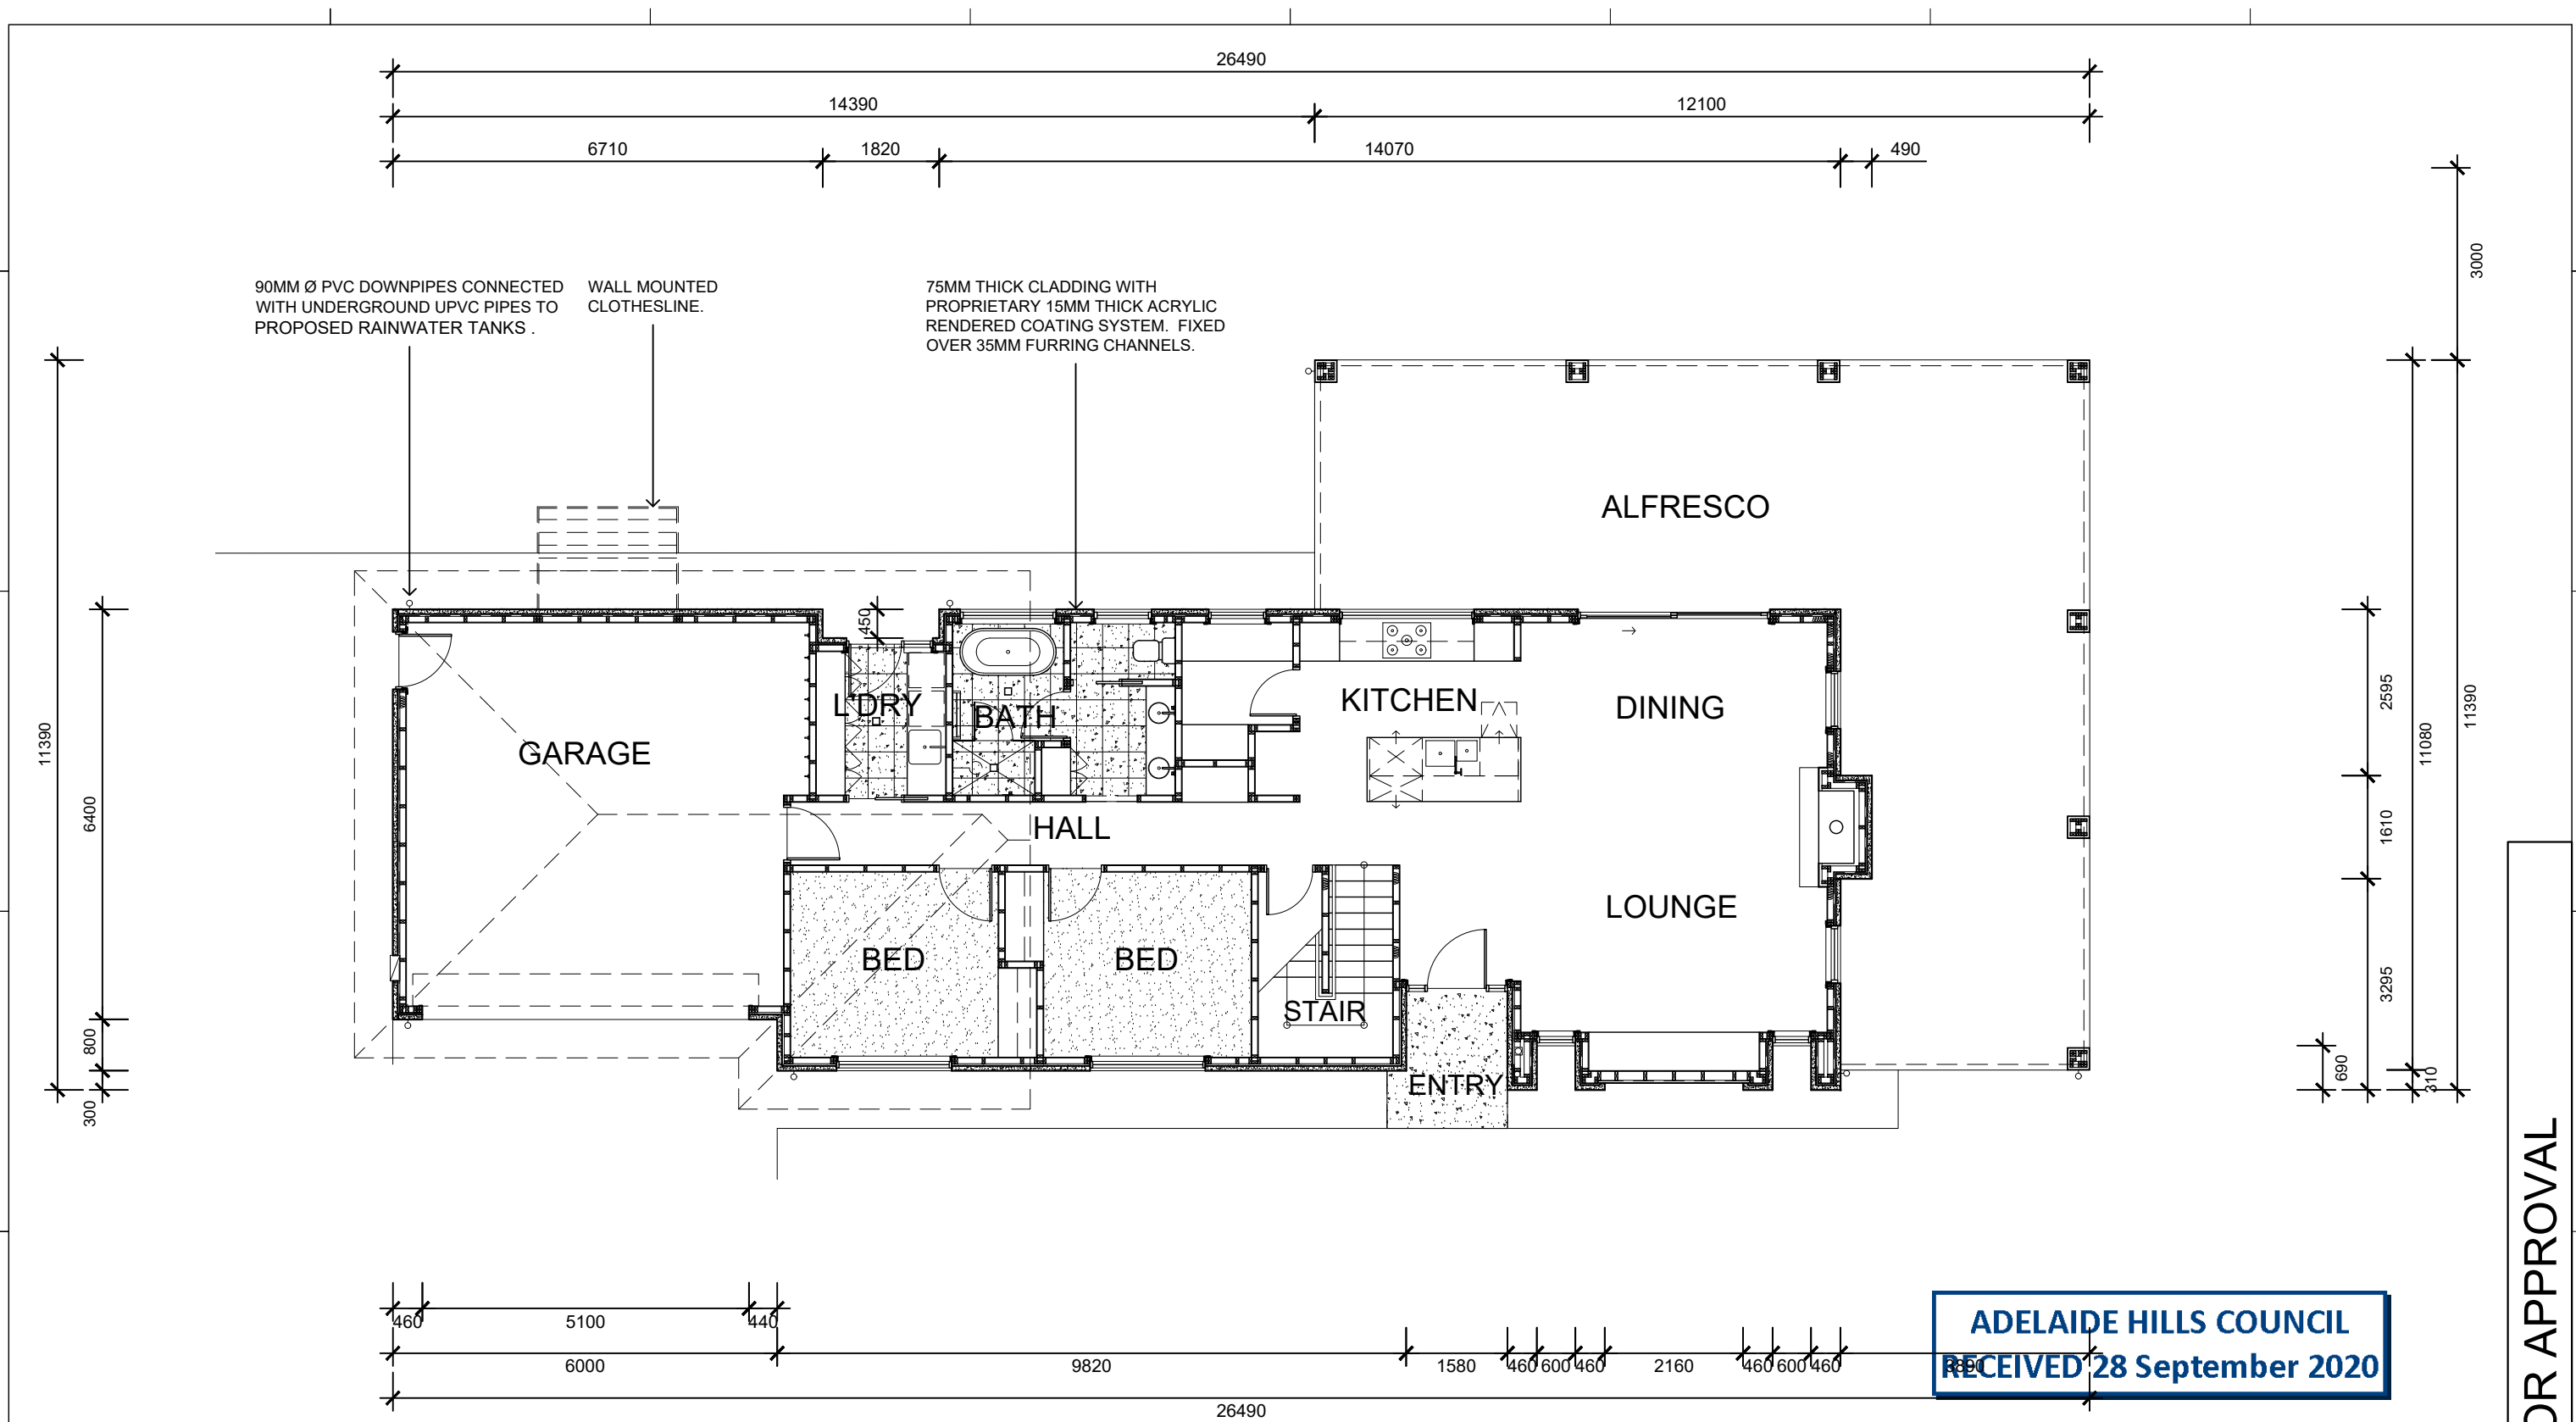 26490
14390
12100
6710
1820
14070
490
3000
90MM Ø PVC DOWNPIPES CONNECTED
WITH UNDERGROUND UPVC PIPES TO
PROPOSED RAINWATER TANKS .
WALL MOUNTED
CLOTHESLINE.
75MM THICK CLADDING WITH
PROPRIETARY 15MM THICK ACRYLIC
RENDERED COATING SYSTEM. FIXED
OVER 35MM FURRING CHANNELS.
ALFRESCO
450
L'DRY
BATH
KITCHEN
DINING
GARAGE
HALL
LOUNGE
BED
BED
STAIR
ENTRY
11390
6400
800
300
2595
1610
3295
690
11080
310
11390
460
5100
440
6000
9820
1580
460
600
460
2160
460
600
460
3890
26490
ADELAIDE HILLS COUNCIL
RECEIVED 28 September 2020
OR APPROVAL